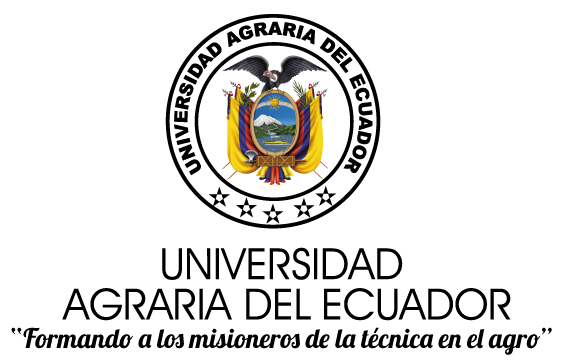 UNIVERSIDAD AGRARIA DEL ECUADOR
UNIVERSIDAD
AGRARIA DEL ECUADOR
“Formando a los misioneros de la técnica en el agro”